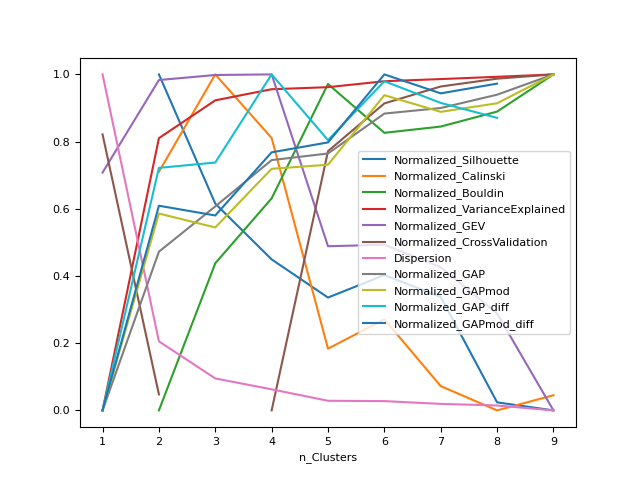 1.0
0.8
0.6
0.4
0.2
0.0
Normalized_Silhouette
Normalized_Calinski
Normalized_Bouldin
Normalized_VarianceExplained
Normalized_GEV
Normalized_CrossValidation
Dispersion
Normalized_GAP
Normalized_GAPmod
Normalized_GAP_diff
Normalized_GAPmod_diff
1 2 3 4 5 6 7 8 9
n_Clusters